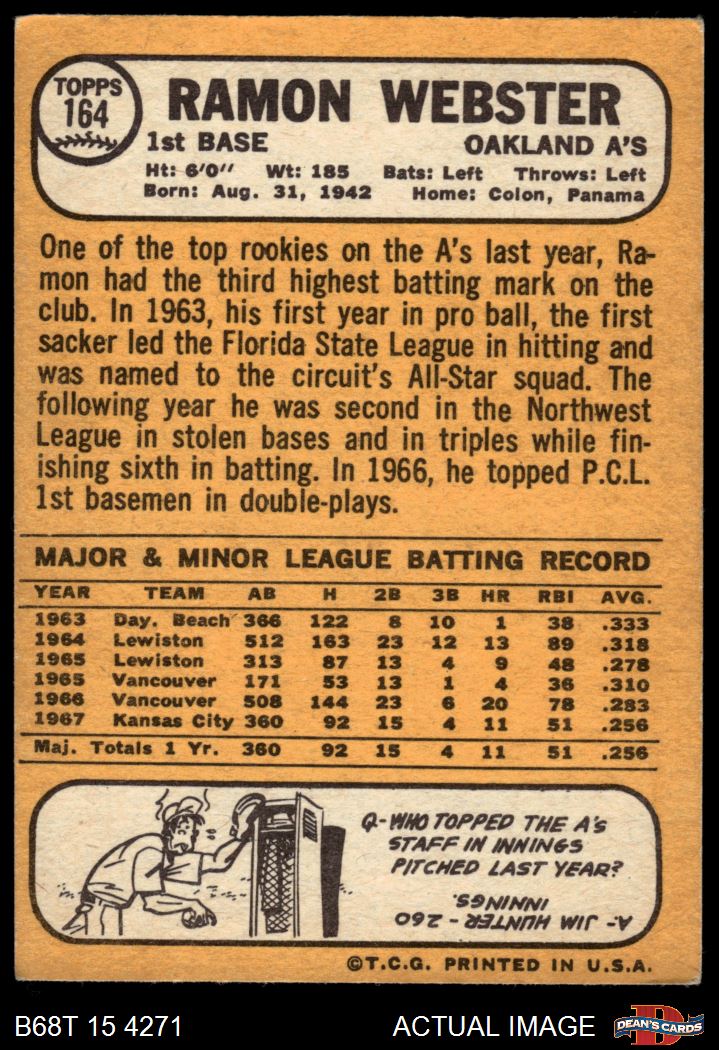 TOPPS
164
RAMON WEBSTER
1st BASE OAKLAND A'S
Ht: 6'0" Wt: 185 Bats: Left Throws: Left
Born: Aug. 31, 1942 Home: Colon, Panama
One of the top rookies on the A's last year, Ra-
mon had the third highest batting mark on the
club. In 1963, his first year in pro ball, the first
sacker led the Florida State League in hitting and
was named to the circuit's All-Star squad. The
following year he was second in the Northwest
League in stolen bases and in triples while fin-
ishing sixth in batting. In 1966, he topped P.C.L.
1st basemen in double-plays.
MAJOR & MINOR LEAGUE BATTING RECORD
YEAR TEAM AB H 2B 3B HR RBI AVG.
1963 Day. Beach 366 122 8 10 1 38 .333
1964 Lewiston 512 163 23 12 13 89 .318
1965 Lewiston 313 87 13 4 9 48 .278
1965 Vancouver 171 53 13 1 4 36 .310
1966 Vancouver 508 144 23 6 20 78 .283
1967 Kansas City 360 92 15 4 11 51 .256
Maj. Totals 1 Yr. 360 92 15 4 11 51 .256
Q- WHO TOPPED THE A's
STAFF IN INNINGS
PITCHED LAST YEAR?
A- JIM HUNTER - 260
INNINGS.
©T.C.G. PRINTED IN U.S.A.
B68T 15 4271 ACTUAL IMAGE D DEAN'S CARDS